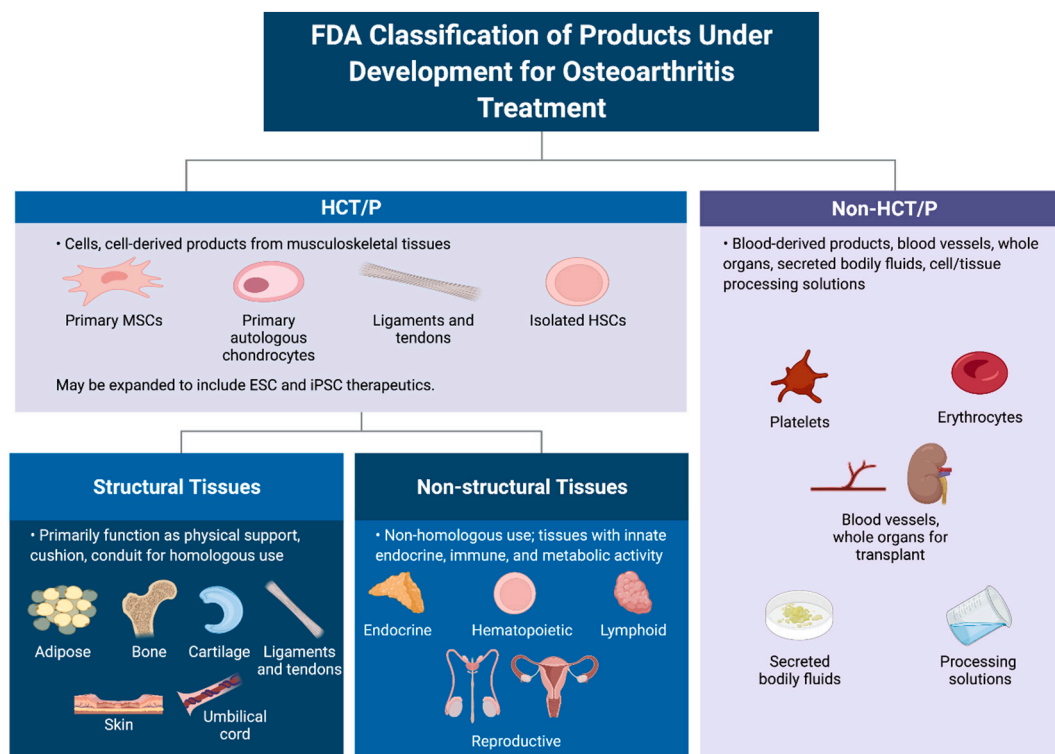 FDA Classification of Products Under
Development for Osteoarthritis
Treatment
HCT/P
• Cells, cell-derived products from musculoskeletal tissues
Primary MSCs
Primary
autologous
chondrocytes
Ligaments and
tendons
Isolated HSCs
May be expanded to include ESC and iPSC therapeutics.
Non-HCT/P
• Blood-derived products, blood vessels, whole
organs, secreted bodily fluids, cell/tissue
processing solutions
Platelets
Erythrocytes
Blood vessels,
whole organs for
transplant
Secreted
bodily fluids
Processing
solutions
Structural Tissues
• Primarily function as physical support,
cushion, conduit for homologous use
Adipose
Bone
Cartilage
Ligaments
and tendons
Skin
Umbilical
cord
Non-structural Tissues
• Non-homologous use; tissues with innate
endocrine, immune, and metabolic activity
Endocrine
Hematopoietic
Lymphoid
Reproductive